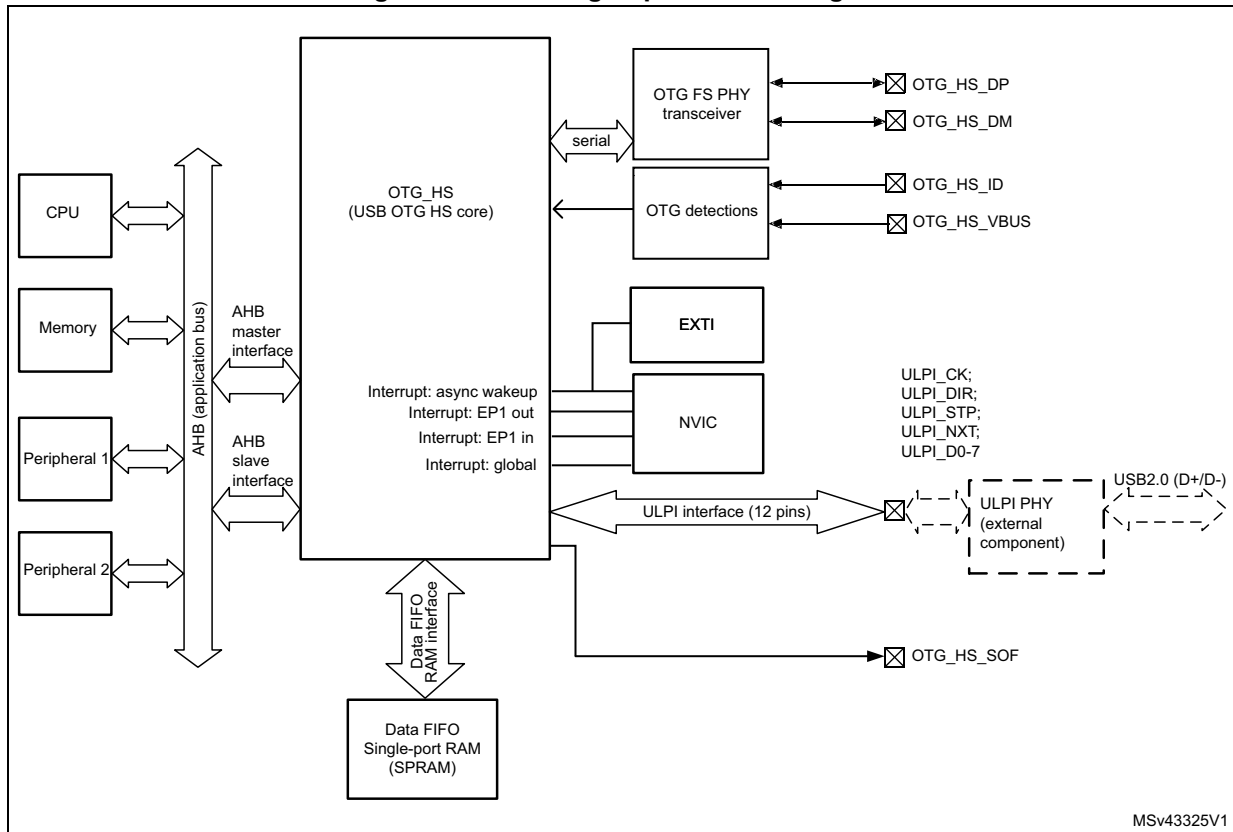 OTG FS PHY
transceiver
OTG_HS_DP
OTG_HS_DM
serial
OTG_HS
(USB OTG HS core)
OTG detections
OTG_HS_ID
OTG_HS_VBUS
CPU
Memory
Peripheral 1
Peripheral 2
AHB (application bus)
AHB
master
interface
AHB
slave
interface
EXTI
Interrupt: async wakeup
Interrupt: EP1 out
Interrupt: EP1 in
Interrupt: global
NVIC
ULPI_CK;
ULPI_DIR;
ULPI_STP;
ULPI_NXT;
ULPI_D0-7
ULPI interface (12 pins)
ULPI PHY
(external
component)
USB2.0 (D+/D-)
OTG_HS_SOF
Data FIFO
RAM interface
Data FIFO
Single-port RAM
(SPRAM)
MSv43325V1